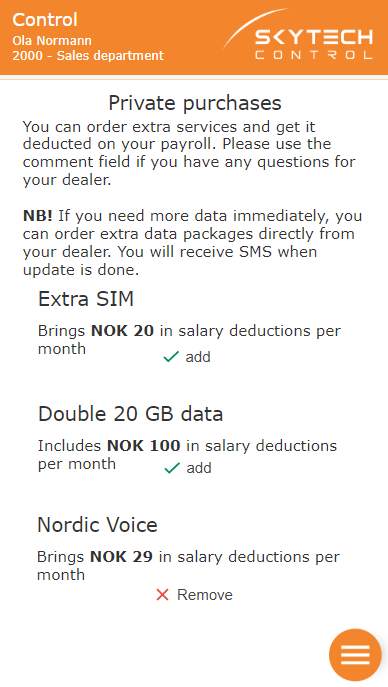 Control
Ola Normann
2000 - Sales department
SKYTECH
CONTROL
Private purchases
You can order extra services and get it
deducted on your payroll. Please use the
comment field if you have any questions for
your dealer.
NB! If you need more data immediately, you
can order extra data packages directly from
your dealer. You will receive SMS when
update is done.
Extra SIM
Brings NOK 20 in salary deductions per
month
add
Double 20 GB data
Includes NOK 100 in salary deductions
per month
add
Nordic Voice
Brings NOK 29 in salary deductions per
month
Remove